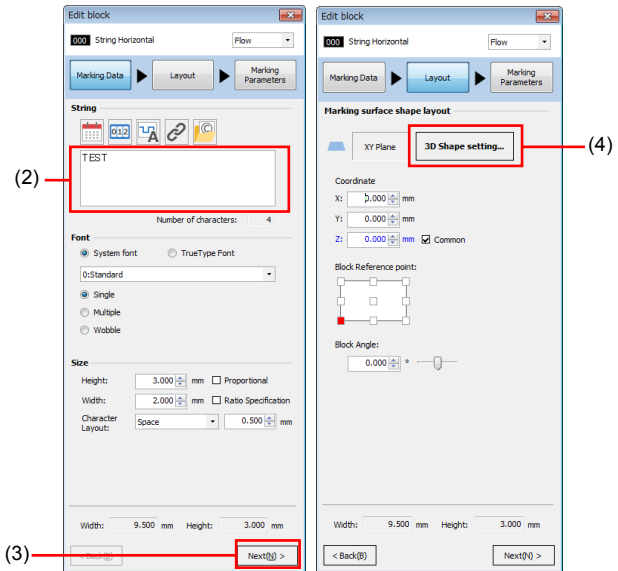 Edit block
000 String Horizontal Flow
Marking Data Layout Marking Parameters
String
012 A ©
TEST
(2)
Number of characters: 4
Font
System font TrueType Font
0:Standard
Single
Multiple
Wobble
Size
Height: 3.000 mm Proportional
Width: 2.000 mm Ratio Specification
Character Layout: Space 0.500 mm
Width: 9.500 mm Height: 3.000 mm
(3)
< Back(B) Next(N) >
Edit block
000 String Horizontal Flow
Marking Data Layout Marking Parameters
Marking surface shape layout
XY Plane 3D Shape setting...
(4)
Coordinate
X: 0.000 mm
Y: 0.000 mm
Z: 0.000 mm Common
Block Reference point:
Block Angle:
0.000 °
Width: 9.500 mm Height: 3.000 mm
< Back(B) Next(N) >